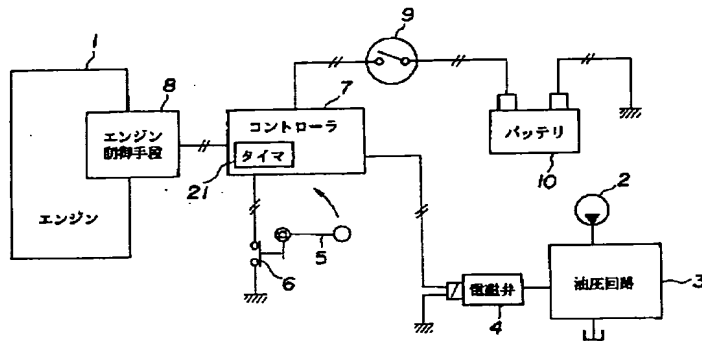 1
エンジン
8
エンジン
制御手段
7
コントローラ
タイマ
21
9
バッテリ
10
5
6
2
電磁弁
4
油圧回路
3